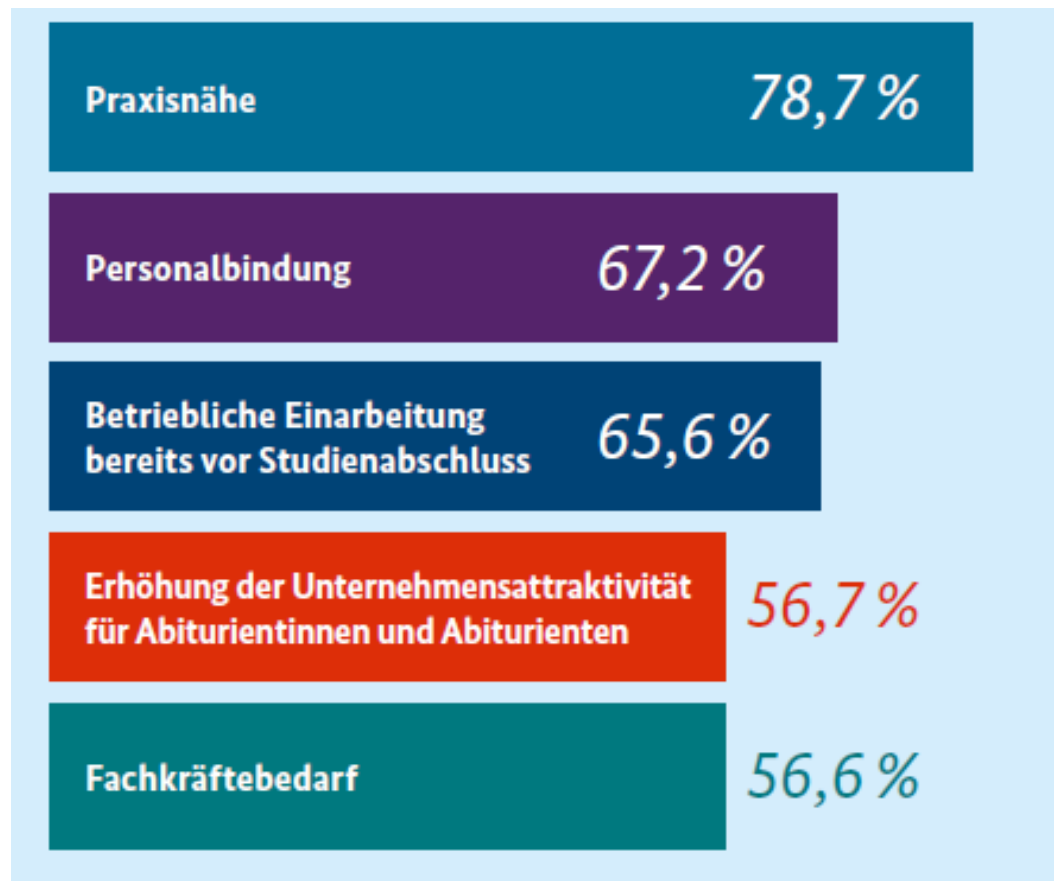 Praxisnähe 78,7 %
Personalbindung 67,2 %
Betriebliche Einarbeitung
bereits vor Studienabschluss 65,6 %
Erhöhung der Unternehmensattraktivität
für Abiturientinnen und Abiturienten 56,7 %
Fachkräftebedarf 56,6 %